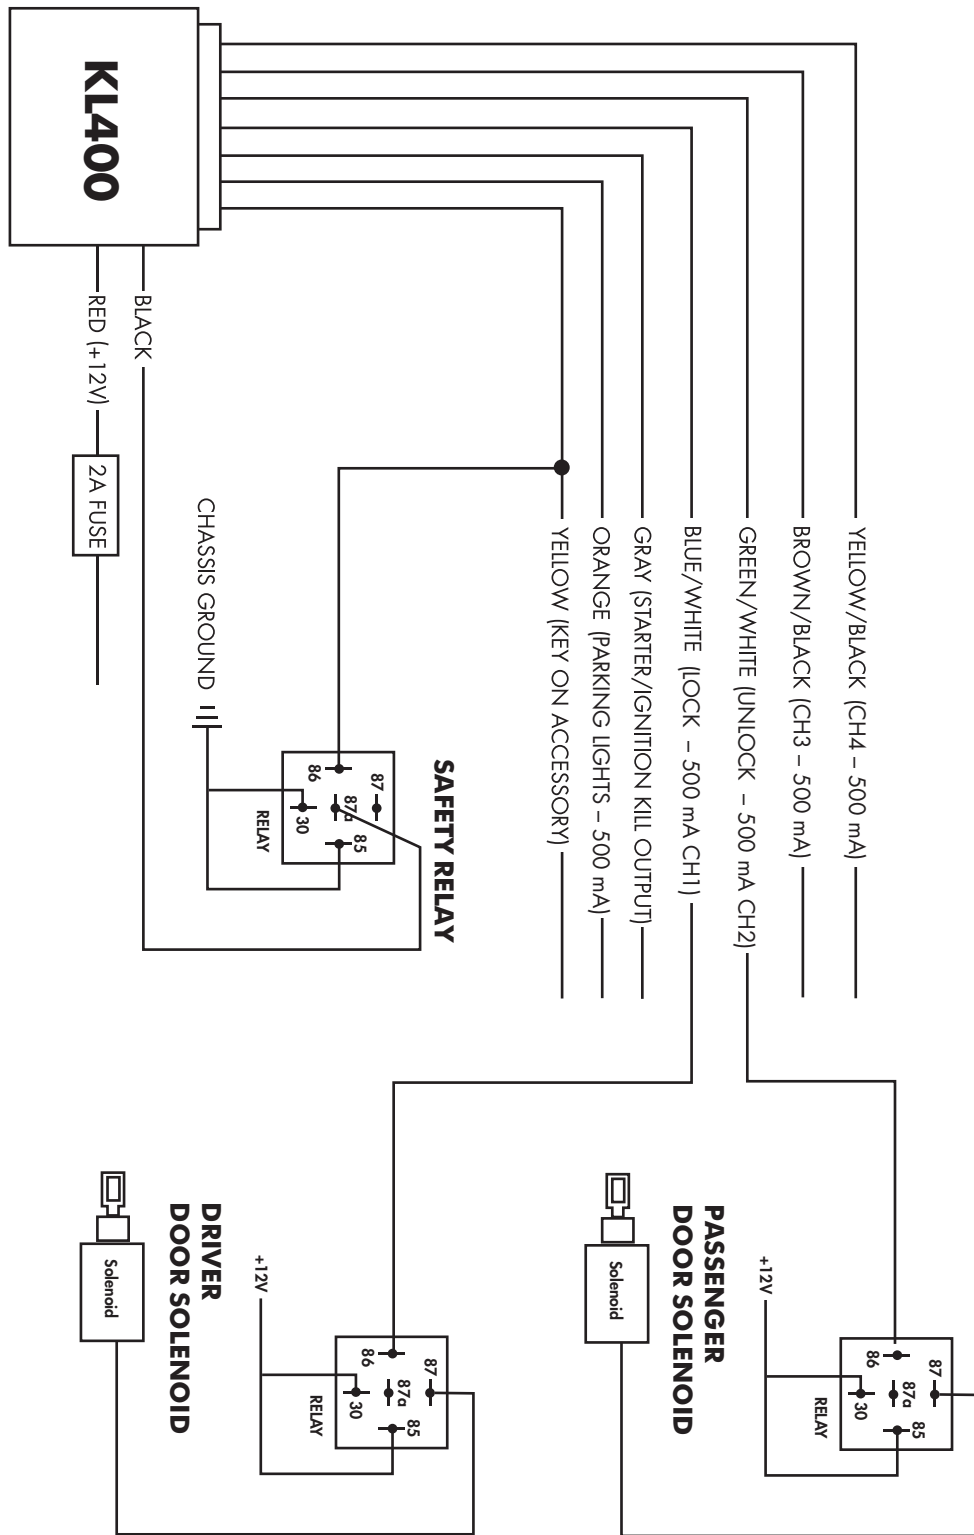 KL400
YELLOW/BLACK (CH4 – 500 mA)
BROWN/BLACK (CH3 – 500 mA)
GREEN/WHITE (UNLOCK – 500 mA CH2)
BLUE/WHITE (LOCK – 500 mA CH1)
GRAY (STARTER/IGNITION KILL OUTPUT)
ORANGE (PARKING LIGHTS – 500 mA)
YELLOW (KEY ON ACCESSORY)
BLACK
RED (+12V)
2A FUSE
CHASSIS GROUND
SAFETY RELAY
87
86
87a
85
30
RELAY
PASSENGER
DOOR SOLENOID
Solenoid
+12V
87
86
87a
85
30
RELAY
DRIVER
DOOR SOLENOID
Solenoid
+12V
87
86
87a
85
30
RELAY